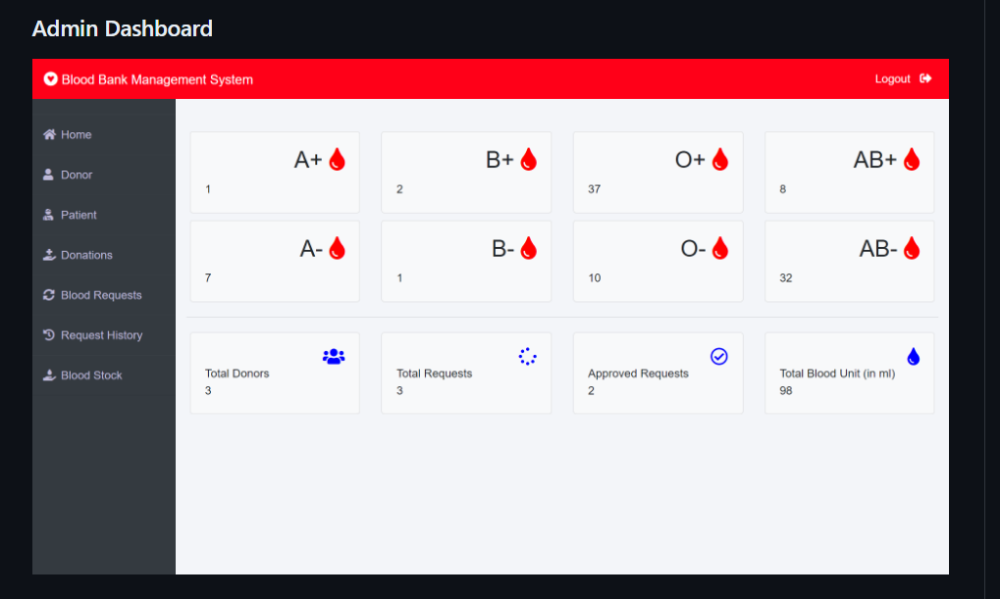 Admin Dashboard
Blood Bank Management System
Logout
Home
Donor
Patient
Donations
Blood Requests
Request History
Blood Stock
A+
1
B+
2
O+
37
AB+
8
A-
7
B-
1
O-
10
AB-
32
Total Donors
3
Total Requests
3
Approved Requests
2
Total Blood Unit (in ml)
98